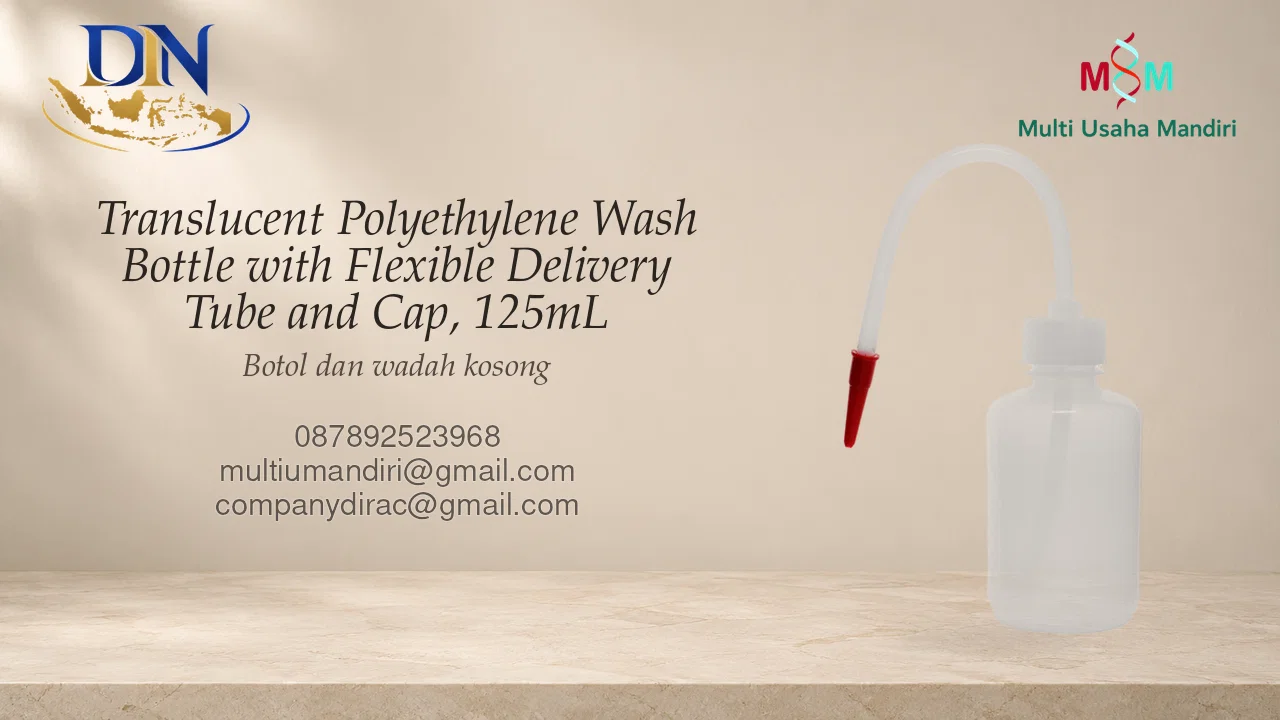 DIN
M M
Multi Usaha Mandiri
Translucent Polyethylene Wash
Bottle with Flexible Delivery
Tube and Cap, 125mL
Botol dan wadah kosong
087892523968
multiumandiri@gmail.com
companydirac@gmail.com